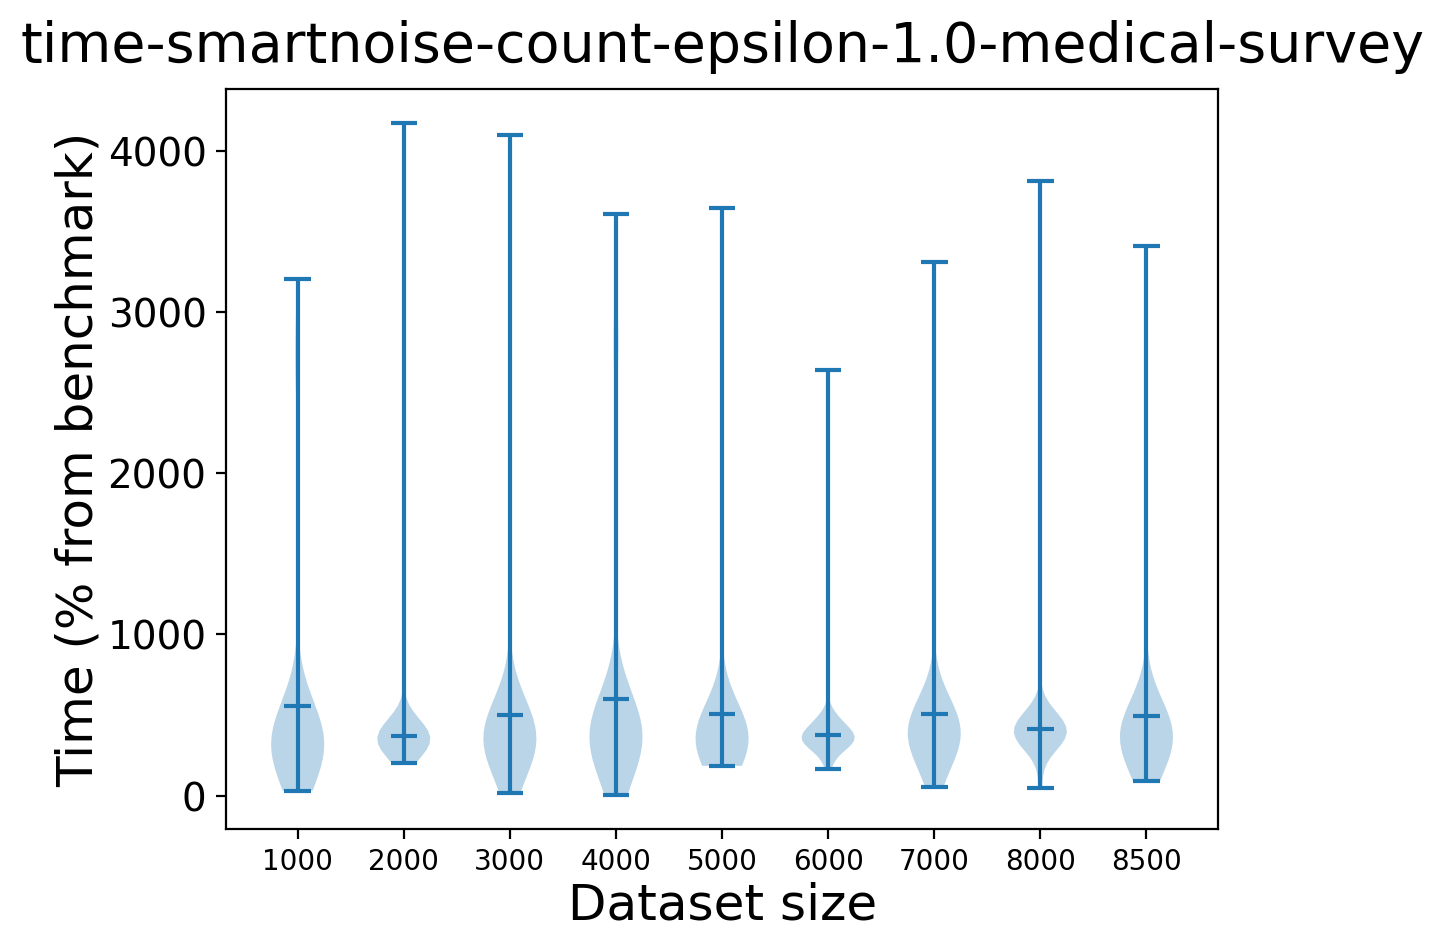 time-smartnoise-count-epsilon-1.0-medical-survey
Time (% from benchmark)
4000
3000
2000
1000
0
1000 2000 3000 4000 5000 6000 7000 8000 8500
Dataset size